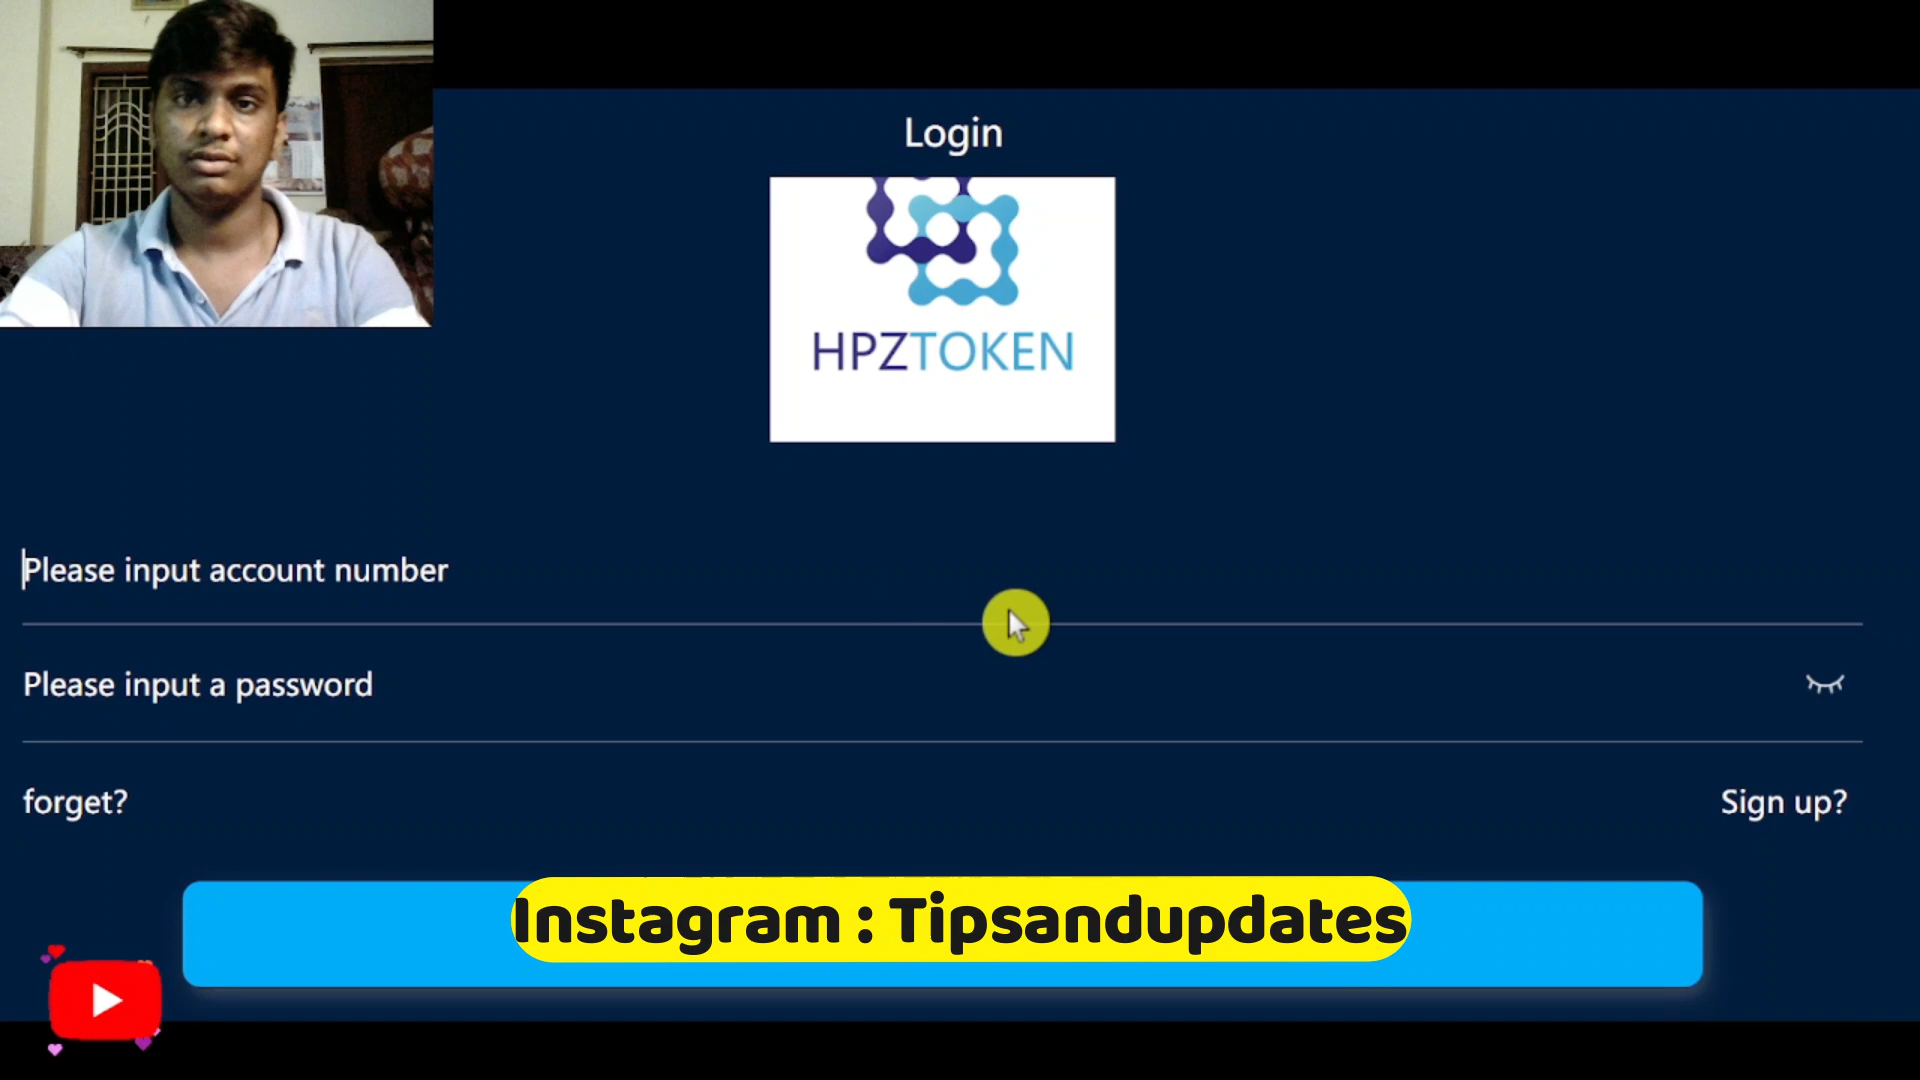 Login
HPZTOKEN
Please input account number
Please input a password
forget?
Sign up?
Instagram : Tipsandupdates